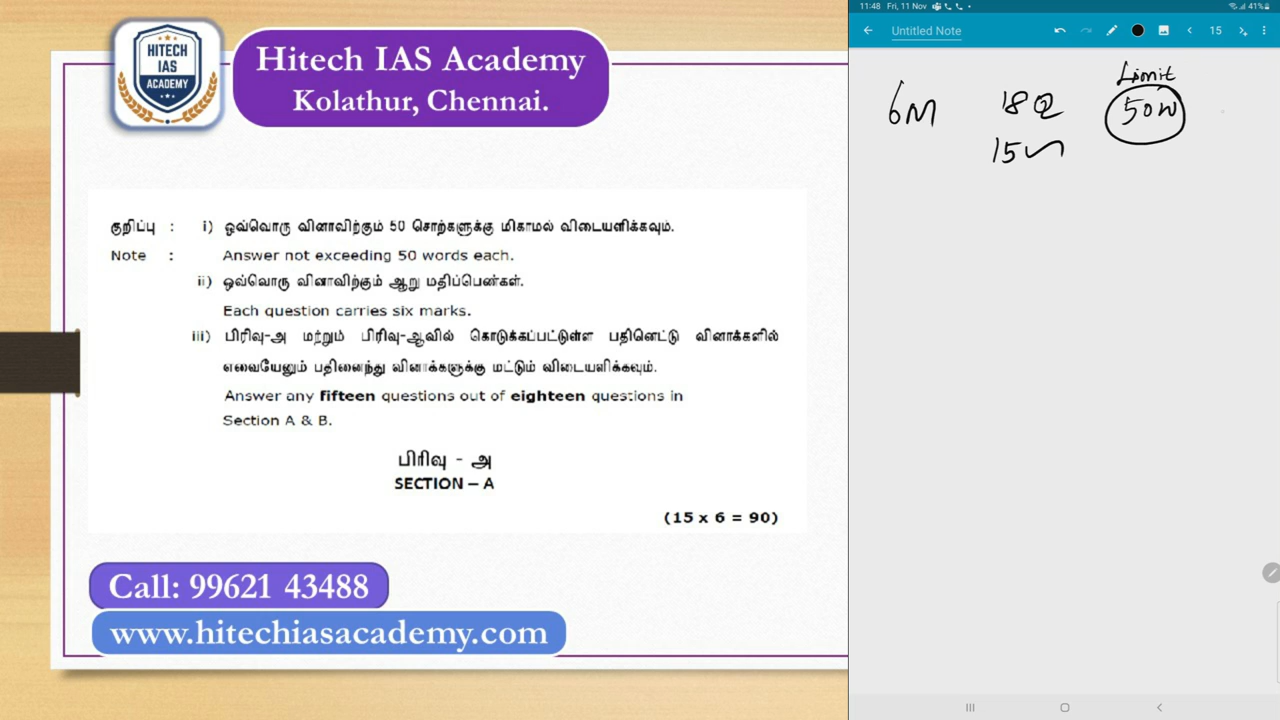 HITECH
IAS
ACADEMY
Hitech IAS Academy
Kolathur, Chennai.
குறிப்பு : i) ஒவ்வொரு வினாவிற்கும் 50 சொற்களுக்கு மிகாமல் விடையளிக்கவும்.
Note : Answer not exceeding 50 words each.
ii) ஒவ்வொரு வினாவிற்கும் ஆறு மதிப்பெண்கள்.
Each question carries six marks.
iii) பிரிவு-அ மற்றும் பிரிவு-ஆவில் கொடுக்கப்பட்டுள்ள பதினெட்டு வினாக்களில்
எவையேனும் பதினைந்து வினாக்களுக்கு மட்டும் விடையளிக்கவும்.
Answer any fifteen questions out of eighteen questions in
Section A & B.
பிரிவு - அ
SECTION – A
(15 x 6 = 90)
Call: 99621 43488
www.hitechiasacademy.com
11:48 Fri, 11 Nov 41%
Untitled Note 15
Limit
6M 18Q 50W
15